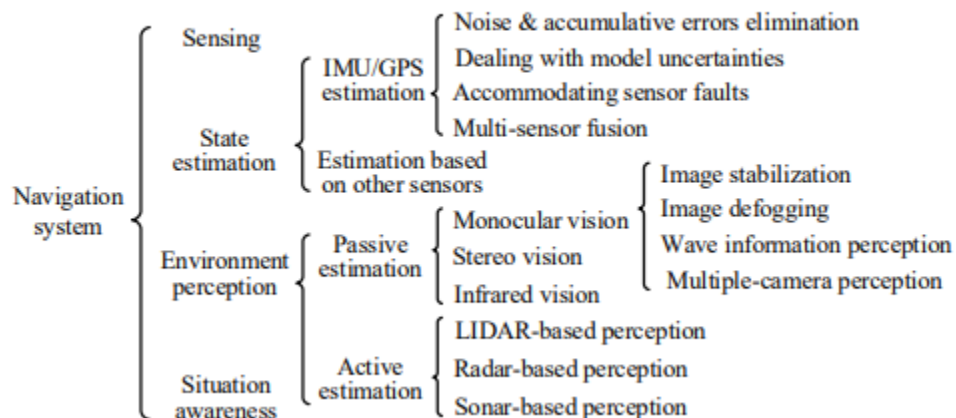 Navigation
system
Sensing
State
estimation
IMU/GPS
estimation
Noise & accumulative errors elimination
Dealing with model uncertainties
Accommodating sensor faults
Multi-sensor fusion
Estimation based
on other sensors
Environment
perception
Passive
estimation
Monocular vision
Image stabilization
Image defogging
Wave information perception
Multiple-camera perception
Stereo vision
Infrared vision
Active
estimation
LIDAR-based perception
Radar-based perception
Sonar-based perception
Situation
awareness